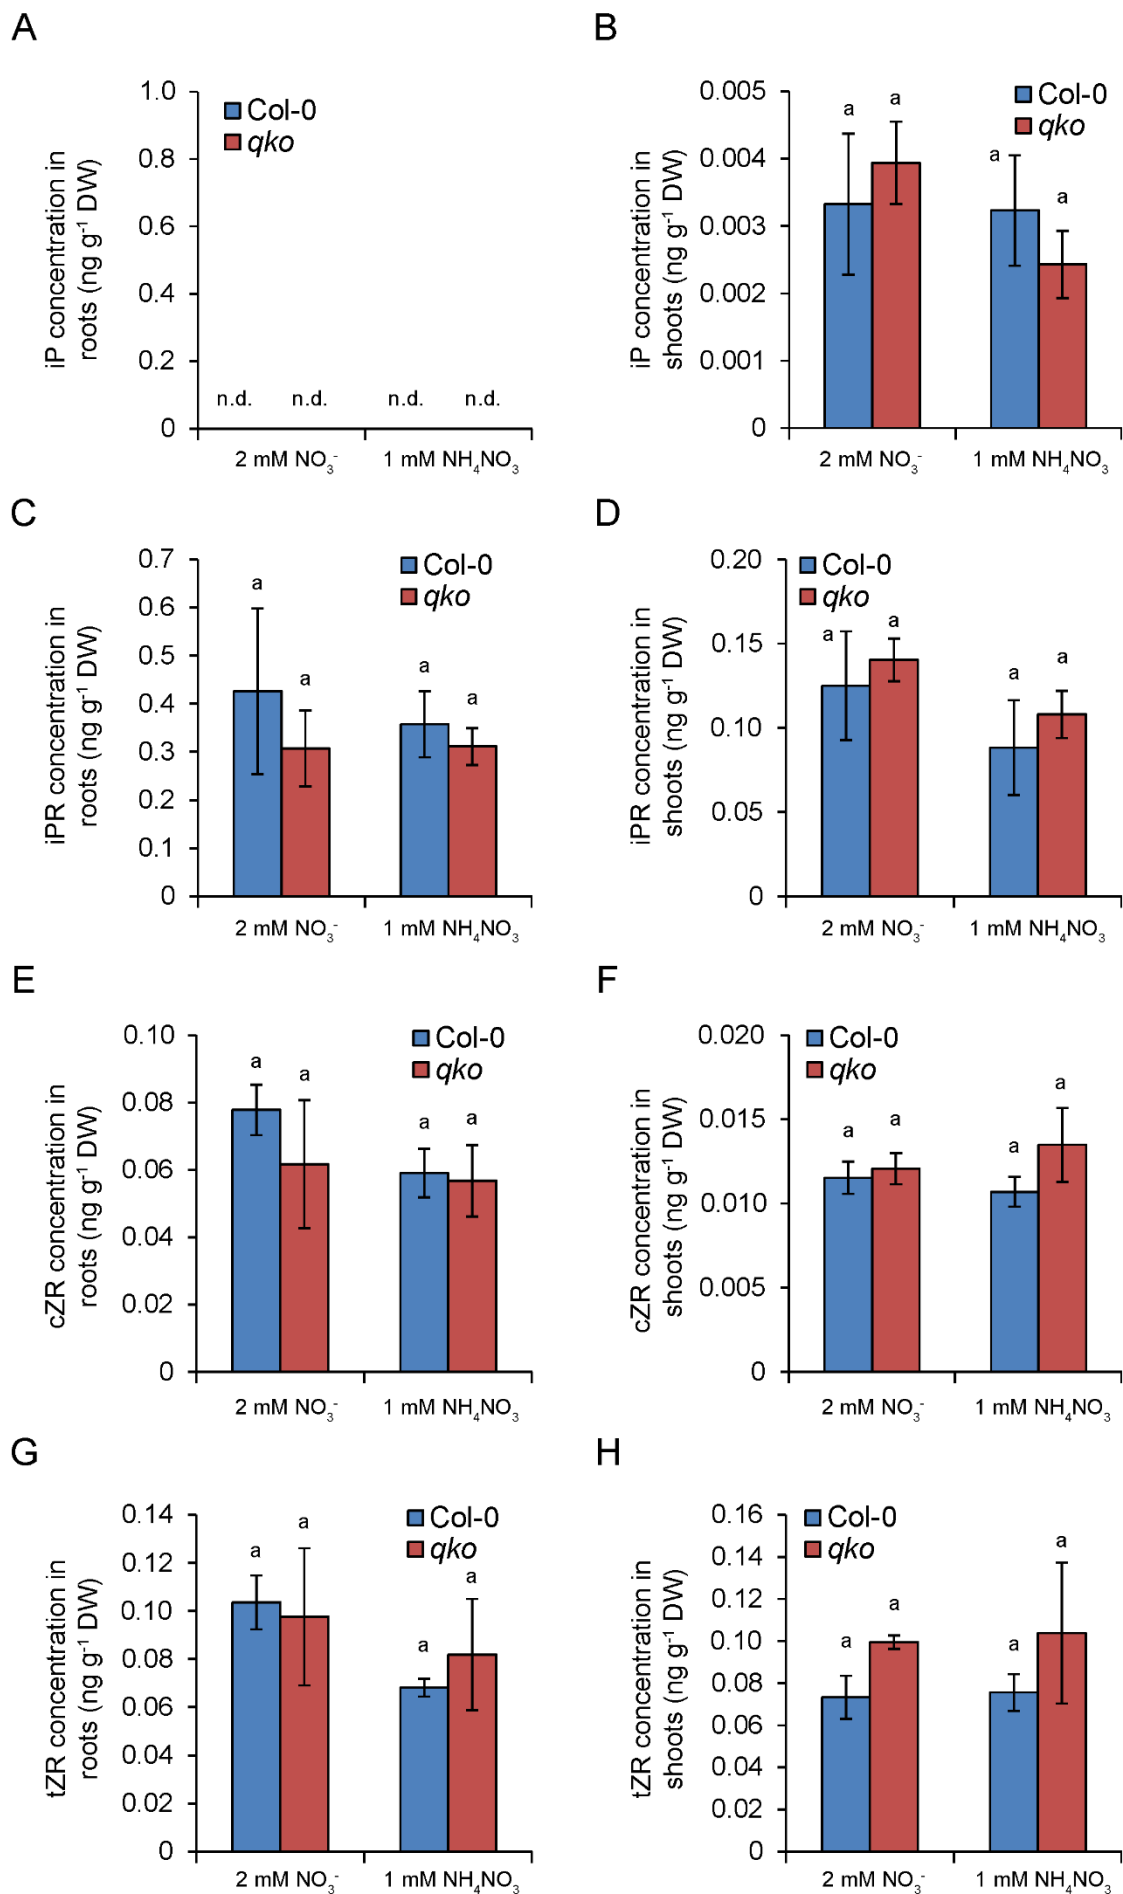 A
iP concentration in
roots (ng g⁻¹ DW)
1.0
0.8
0.6
0.4
0.2
0
Col-0
qko
n.d. n.d. n.d. n.d.
2 mM NO₃⁻ 1 mM NH₄NO₃
B
iP concentration in
shoots (ng g⁻¹ DW)
0.005
0.004
0.003
0.002
0.001
0
Col-0
qko
a a a a
2 mM NO₃⁻ 1 mM NH₄NO₃
C
iPR concentration in
roots (ng g⁻¹ DW)
0.7
0.6
0.5
0.4
0.3
0.2
0.1
0
Col-0
qko
a a a a
2 mM NO₃⁻ 1 mM NH₄NO₃
D
iPR concentration in
shoots (ng g⁻¹ DW)
0.20
0.15
0.10
0.05
0
Col-0
qko
a a a a
2 mM NO₃⁻ 1 mM NH₄NO₃
E
cZR concentration in
roots (ng g⁻¹ DW)
0.10
0.08
0.06
0.04
0.02
0
Col-0
qko
a a a a
2 mM NO₃⁻ 1 mM NH₄NO₃
F
cZR concentration in
shoots (ng g⁻¹ DW)
0.020
0.015
0.010
0.005
0
Col-0
qko
a a a a
2 mM NO₃⁻ 1 mM NH₄NO₃
G
tZR concentration in
roots (ng g⁻¹ DW)
0.14
0.12
0.10
0.08
0.06
0.04
0.02
0
Col-0
qko
a a a a
2 mM NO₃⁻ 1 mM NH₄NO₃
H
tZR concentration in
shoots (ng g⁻¹ DW)
0.16
0.14
0.12
0.10
0.08
0.06
0.04
0.02
0
Col-0
qko
a a a a
2 mM NO₃⁻ 1 mM NH₄NO₃